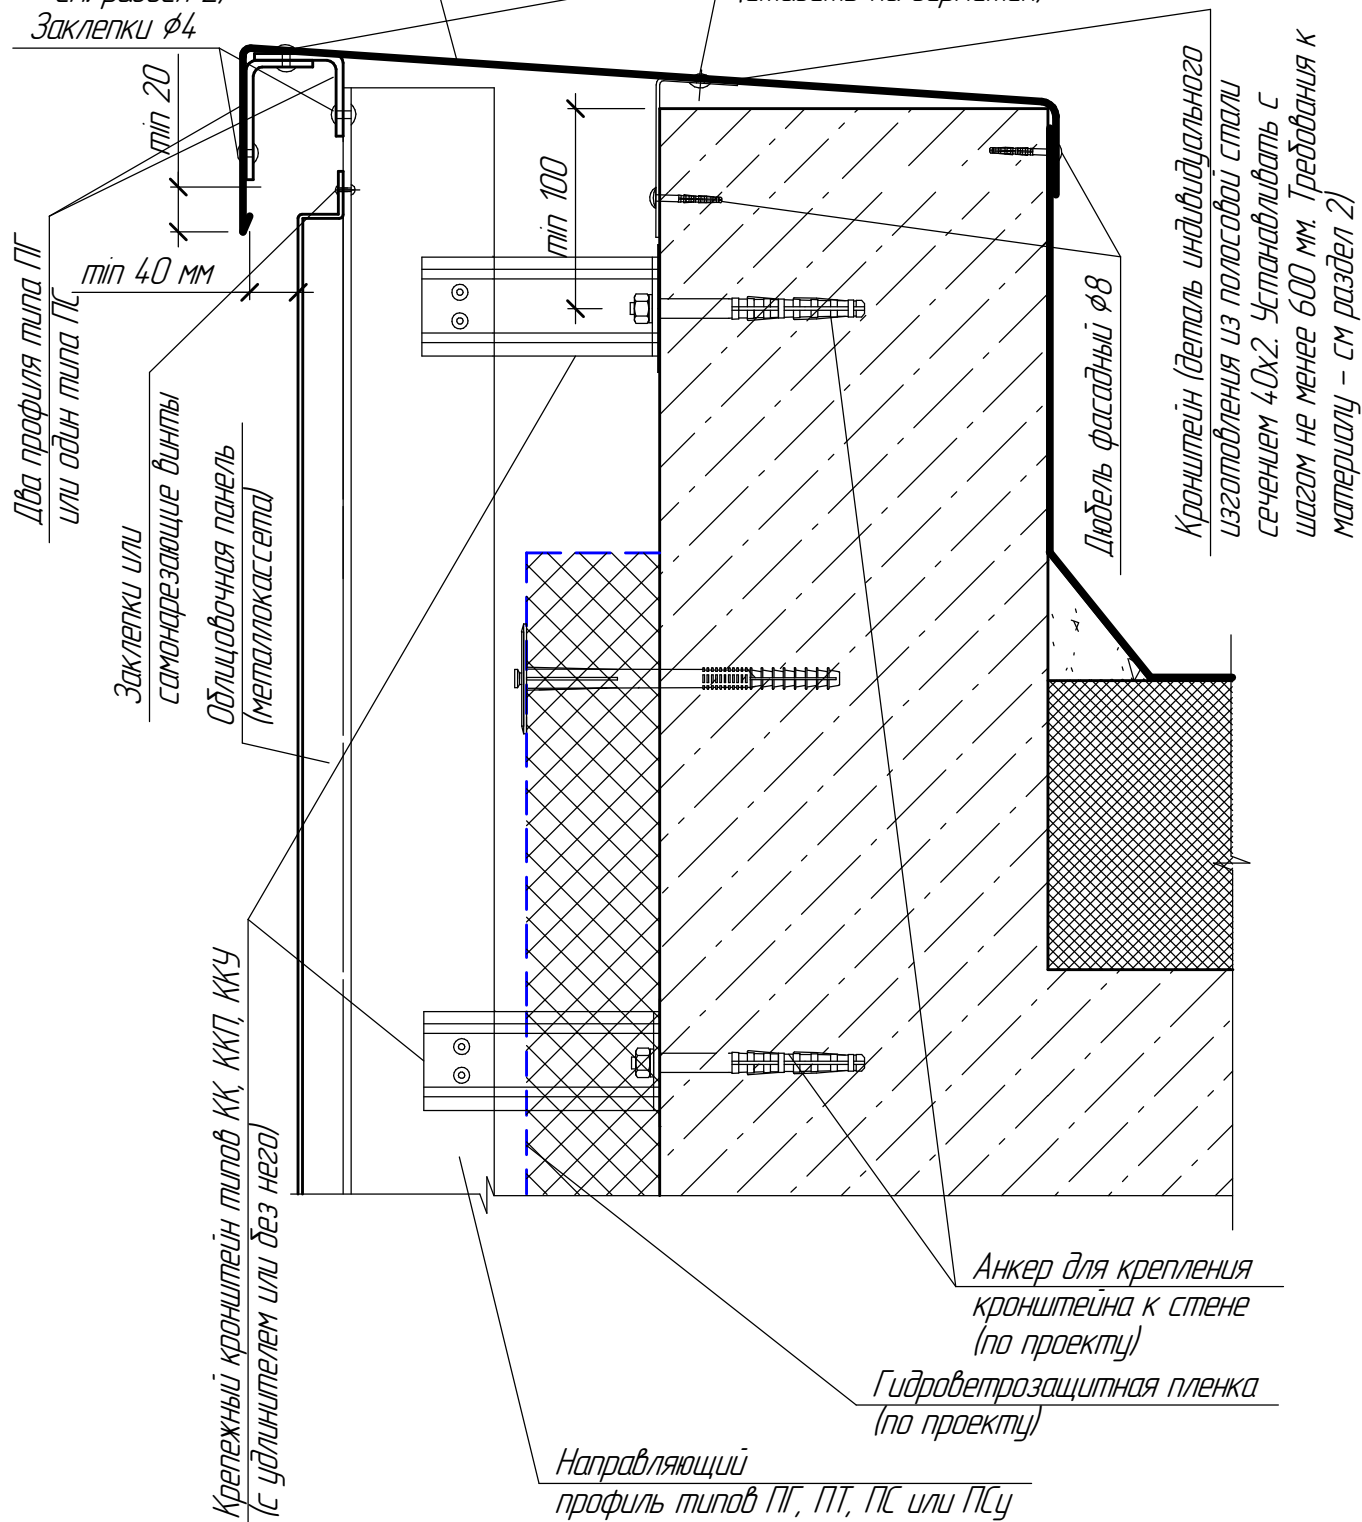 Заклепки ϕ4
min 20
min 40 мм
min 100
Два профиля типа ПГ
или один типа ПС
Заклепки или
самонарезающие винты
Облицовочная панель
(металлокассета)
Крепежный кронштейн типов КК, ККП, ККУ
(с удлинителем или без него)
Дюбель фасадный ϕ8
Кронштейн (деталь индивидуального
изготовления из полосовой стали
сечением 40х2. Устанавливать с
шагом не менее 600 мм. Требования к
материалу - см раздел 2)
Анкер для крепления
кронштейна к стене
(по проекту)
Гидроветрозащитная пленка
(по проекту)
Направляющий
профиль типов ПГ, ПТ, ПС или ПСу